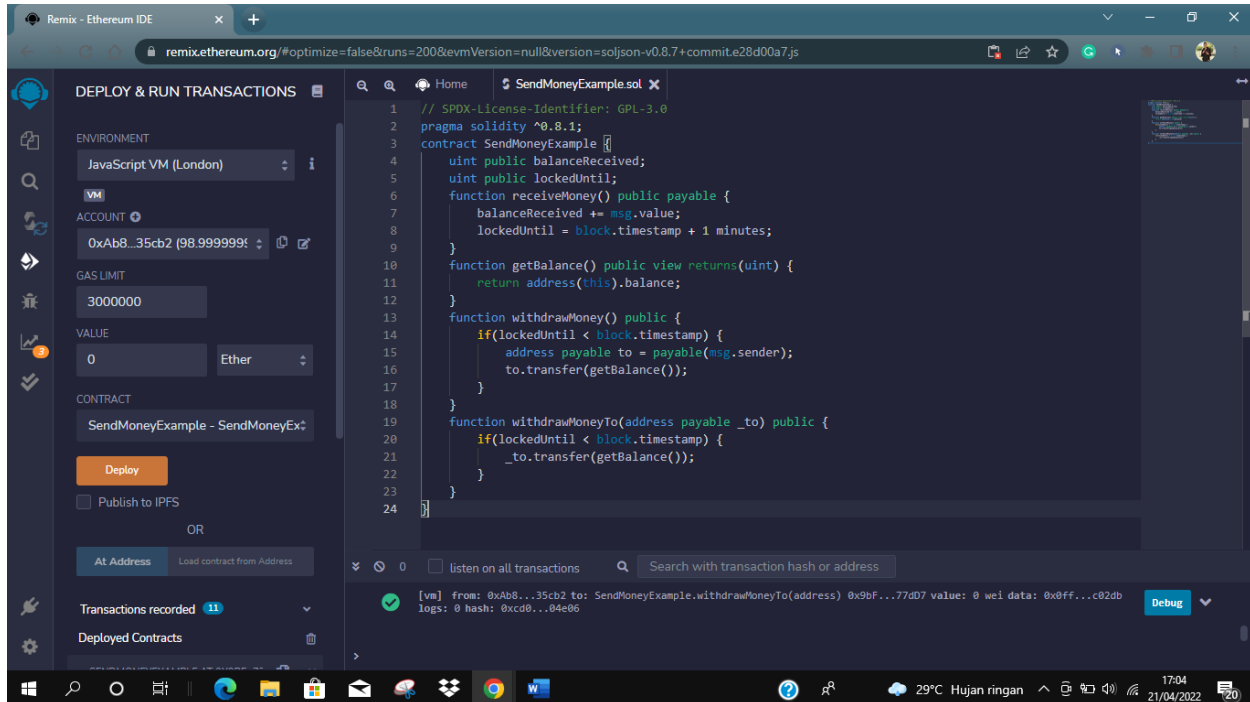 Remix - Ethereum IDE
remix.ethereum.org/#optimize=false&runs=200&evmVersion=null&version=soljson-v0.8.7+commit.e28d00a7.js
DEPLOY & RUN TRANSACTIONS
ENVIRONMENT
JavaScript VM (London)
VM
ACCOUNT
0xAb8...35cb2 (98.9999999
GAS LIMIT
3000000
VALUE
0 Ether
CONTRACT
SendMoneyExample - SendMoneyEx
Deploy
Publish to IPFS
OR
At Address Load contract from Address
Transactions recorded 11
Deployed Contracts
3
Home SendMoneyExample.sol
1 // SPDX-License-Identifier: GPL-3.0
2 pragma solidity ^0.8.1;
3 contract SendMoneyExample {
4 uint public balanceReceived;
5 uint public lockedUntil;
6 function receiveMoney() public payable {
7 balanceReceived += msg.value;
8 lockedUntil = block.timestamp + 1 minutes;
9 }
10 function getBalance() public view returns(uint) {
11 return address(this).balance;
12 }
13 function withdrawMoney() public {
14 if(lockedUntil < block.timestamp) {
15 address payable to = payable(msg.sender);
16 to.transfer(getBalance());
17 }
18 }
19 function withdrawMoneyTo(address payable _to) public {
20 if(lockedUntil < block.timestamp) {
21 _to.transfer(getBalance());
22 }
23 }
24 }
0 listen on all transactions Search with transaction hash or address
[vm] from: 0xAb8...35cb2 to: SendMoneyExample.withdrawMoneyTo(address) 0x9bF...77dD7 value: 0 wei data: 0x0ff...c02db
logs: 0 hash: 0xcd0...04e06
Debug
>
29°C Hujan ringan
17:04
21/04/2022
20